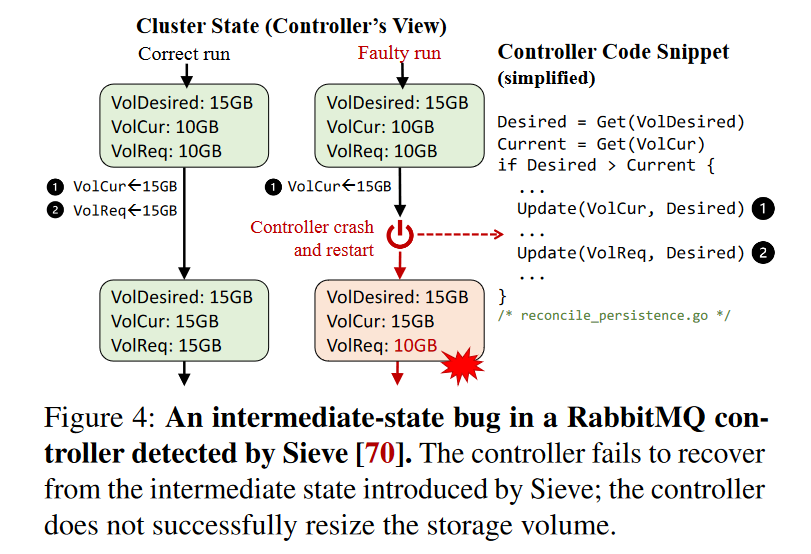 Cluster State (Controller's View)
Correct run
Faulty run
VolDesired: 15GB
VolCur: 10GB
VolReq: 10GB
VolDesired: 15GB
VolCur: 10GB
VolReq: 10GB
1 VolCur←15GB
2 VolReq←15GB
1 VolCur←15GB
Controller crash
and restart
VolDesired: 15GB
VolCur: 15GB
VolReq: 15GB
VolDesired: 15GB
VolCur: 15GB
VolReq: 10GB
Controller Code Snippet
(simplified)
Desired = Get(VolDesired)
Current = Get(VolCur)
if Desired > Current {
...
Update(VolCur, Desired) 1
...
Update(VolReq, Desired) 2
...
}
/* reconcile_persistence.go */
Figure 4: An intermediate-state bug in a RabbitMQ con-
troller detected by Sieve [70]. The controller fails to recover
from the intermediate state introduced by Sieve; the controller
does not successfully resize the storage volume.